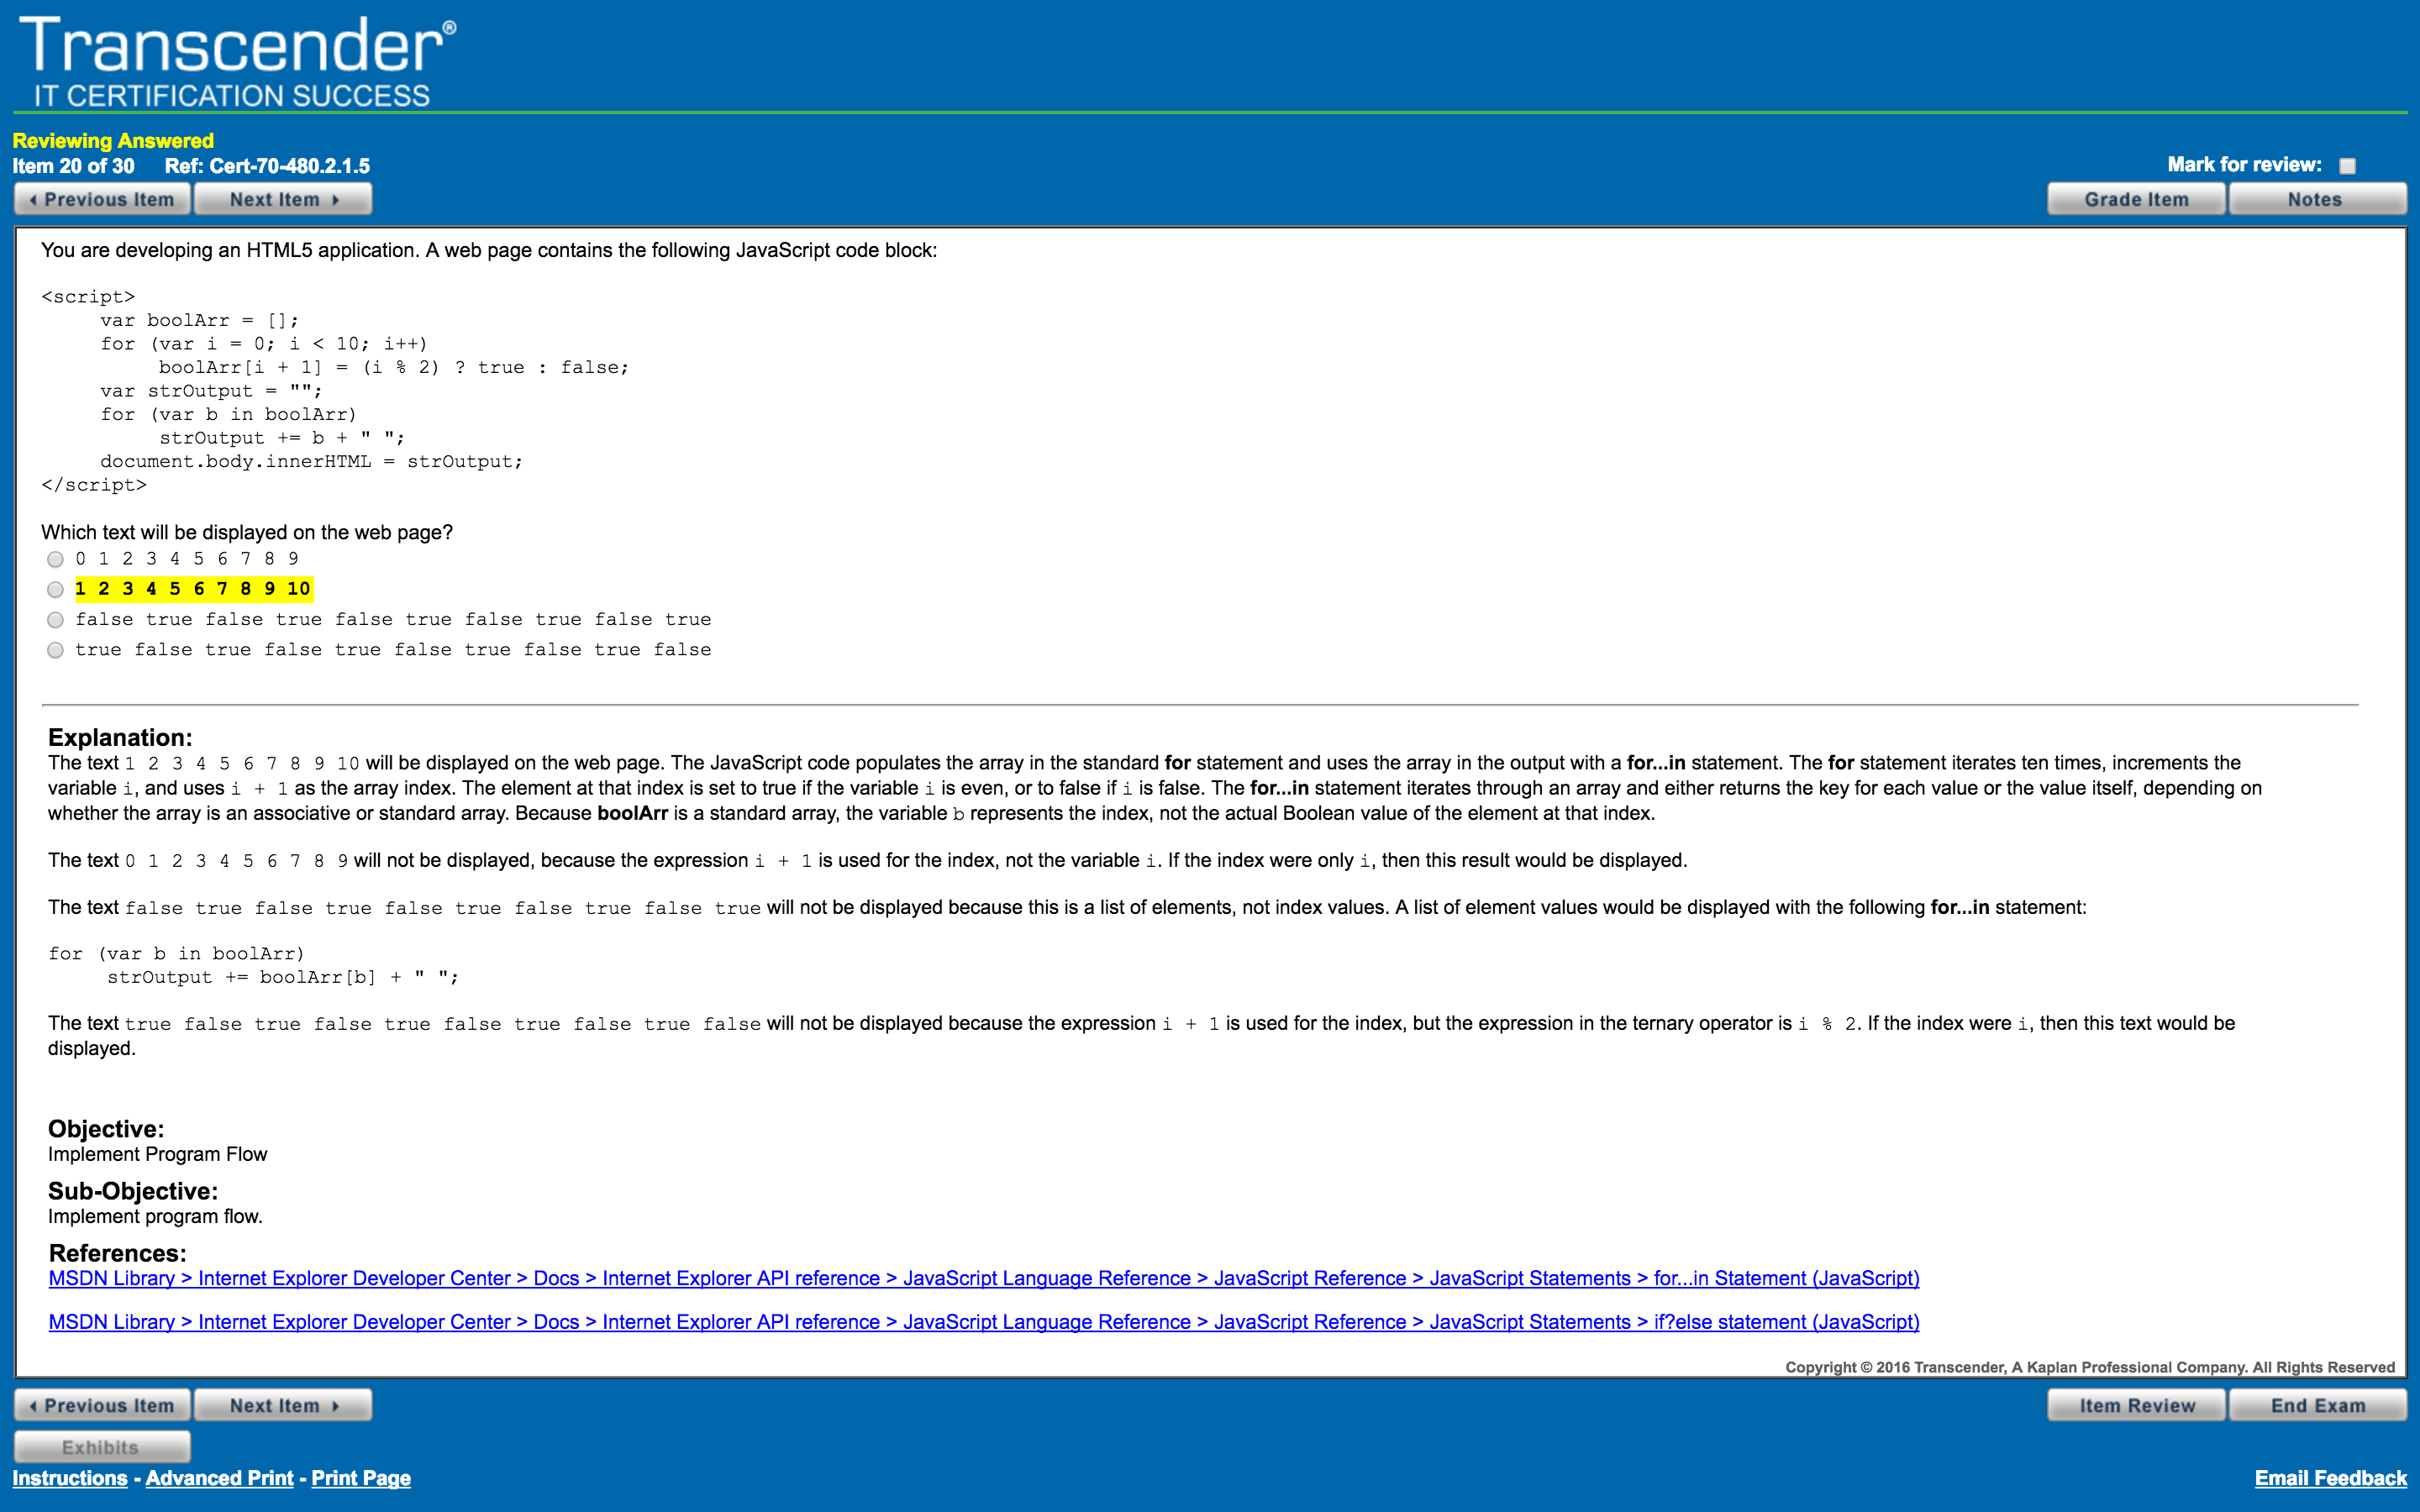 Transcender®
IT CERTIFICATION SUCCESS
Reviewing Answered
Item 20 of 30 Ref: Cert-70-480.2.1.5
Mark for review:
Previous Item Next Item Grade Item Notes
You are developing an HTML5 application. A web page contains the following JavaScript code block:
<script>
var boolArr = [];
for (var i = 0; i < 10; i++)
boolArr[i + 1] = (i % 2) ? true : false;
var strOutput = "";
for (var b in boolArr)
strOutput += b + " ";
document.body.innerHTML = strOutput;
</script>
Which text will be displayed on the web page?
0 1 2 3 4 5 6 7 8 9
1 2 3 4 5 6 7 8 9 10
false true false true false true false true false true
true false true false true false true false true false
Explanation:
The text 1 2 3 4 5 6 7 8 9 10 will be displayed on the web page. The JavaScript code populates the array in the standard for statement and uses the array in the output with a for...in statement. The for statement iterates ten times, increments the
variable i, and uses i + 1 as the array index. The element at that index is set to true if the variable i is even, or to false if i is false. The for...in statement iterates through an array and either returns the key for each value or the value itself, depending on
whether the array is an associative or standard array. Because boolArr is a standard array, the variable b represents the index, not the actual Boolean value of the element at that index.
The text 0 1 2 3 4 5 6 7 8 9 will not be displayed, because the expression i + 1 is used for the index, not the variable i. If the index were only i, then this result would be displayed.
The text false true false true false true false true false true will not be displayed because this is a list of elements, not index values. A list of element values would be displayed with the following for...in statement:
for (var b in boolArr)
strOutput += boolArr[b] + " ";
The text true false true false true false true false true false will not be displayed because the expression i + 1 is used for the index, but the expression in the ternary operator is i % 2. If the index were i, then this text would be
displayed.
Objective:
Implement Program Flow
Sub-Objective:
Implement program flow.
References:
MSDN Library > Internet Explorer Developer Center > Docs > Internet Explorer API reference > JavaScript Language Reference > JavaScript Reference > JavaScript Statements > for...in Statement (JavaScript)
MSDN Library > Internet Explorer Developer Center > Docs > Internet Explorer API reference > JavaScript Language Reference > JavaScript Reference > JavaScript Statements > if?else statement (JavaScript)
Copyright © 2016 Transcender, A Kaplan Professional Company. All Rights Reserved
Previous Item Next Item Item Review End Exam
Exhibits
Instructions - Advanced Print - Print Page
Email Feedback